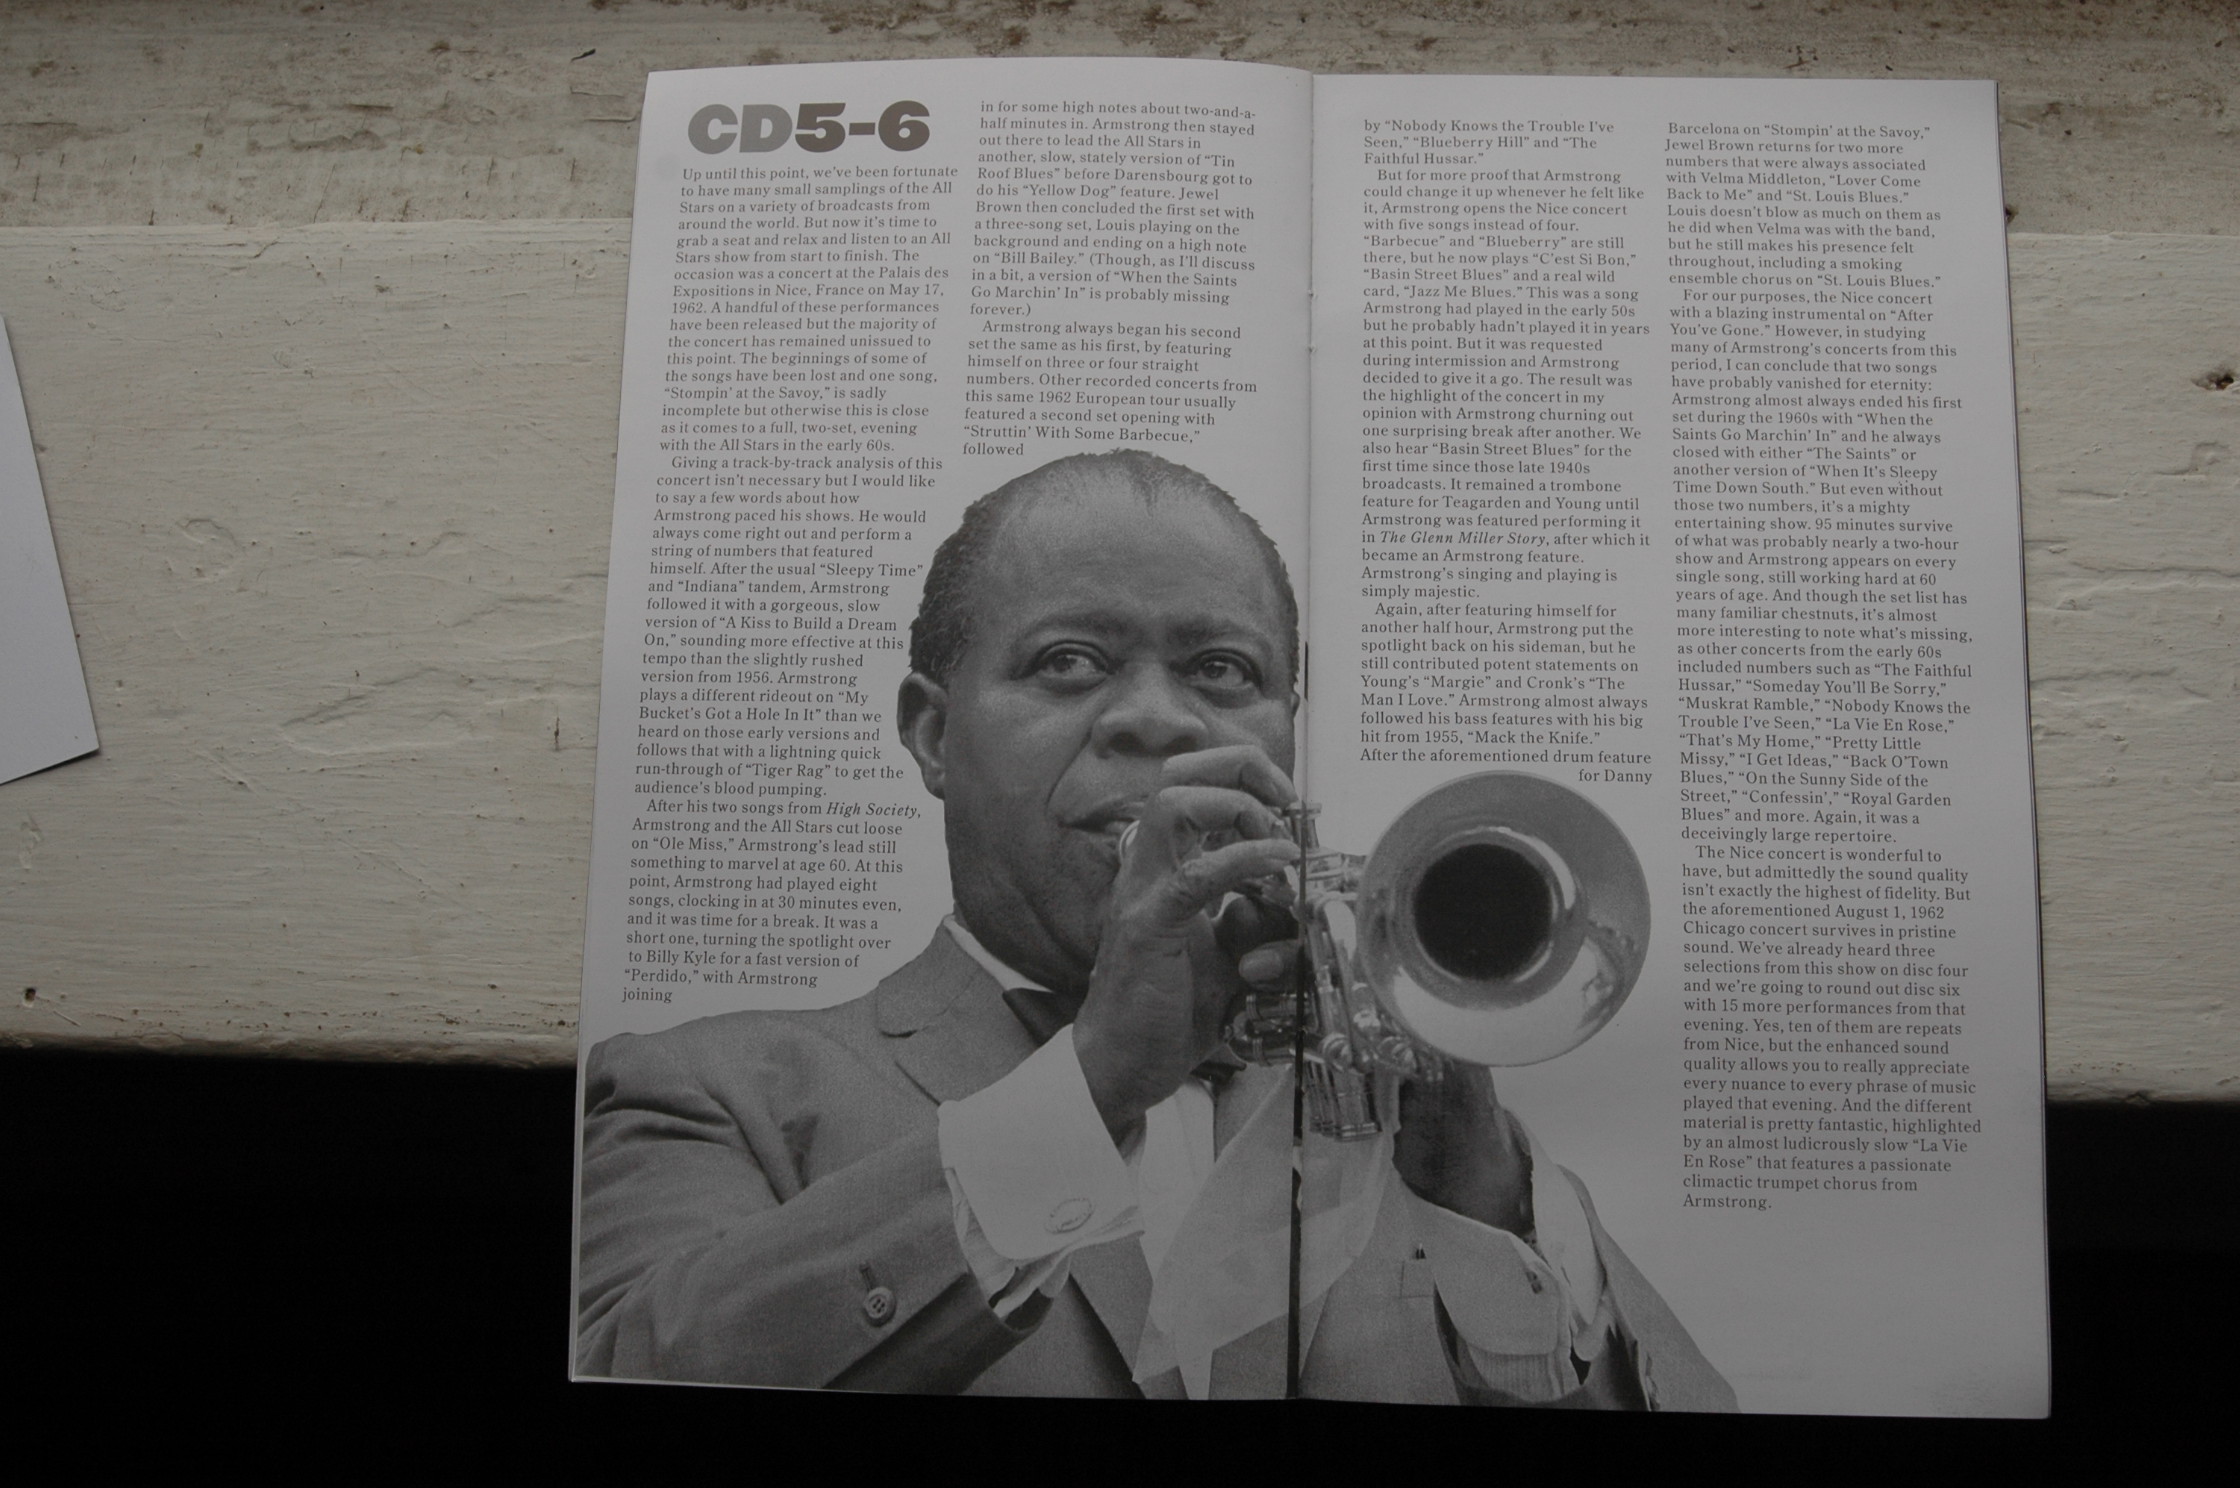 CD5-6
Up until this point, we've been fortunate
to have many small samplings of the All
Stars on a variety of broadcasts from
around the world. But now it's time to
grab a seat and relax and listen to an All
Stars show from start to finish. The
occasion was a concert at the Palais des
Expositions in Nice, France on May 17,
1962. A handful of these performances
have been released but the majority of
the concert has remained unissued to
this point. The beginnings of some of
the songs have been lost and one song,
“Stompin' at the Savoy,” is sadly
incomplete but otherwise this is close
as it comes to a full, two-set, evening
with the All Stars in the early 60s.
Giving a track-by-track analysis of this
concert isn't necessary but I would like
to say a few words about how
Armstrong paced his shows. He would
always come right out and perform a
string of numbers that featured
himself. After the usual “Sleepy Time”
and “Indiana” tandem, Armstrong
followed it with a gorgeous, slow
version of “A Kiss to Build a Dream
On,” sounding more effective at this
tempo than the slightly rushed
version from 1956. Armstrong
plays a different rideout on “My
Bucket's Got a Hole In It” than we
heard on those early versions and
follows that with a lightning quick
run-through of “Tiger Rag” to get the
audience's blood pumping.
After his two songs from High Society,
Armstrong and the All Stars cut loose
on “Ole Miss,” Armstrong's lead still
something to marvel at age 60. At this
point, Armstrong had played eight
songs, clocking in at 30 minutes even,
and it was time for a break. It was a
short one, turning the spotlight over
to Billy Kyle for a fast version of
“Perdido,” with Armstrong
joining
in for some high notes about two-and-a-
half minutes in. Armstrong then stayed
out there to lead the All Stars in
another, slow, stately version of “Tin
Roof Blues” before Darensbourg got to
do his “Yellow Dog” feature. Jewel
Brown then concluded the first set with
a three-song set, Louis playing on the
background and ending on a high note
on “Bill Bailey.” (Though, as I'll discuss
in a bit, a version of “When the Saints
Go Marchin' In” is probably missing
forever.)
Armstrong always began his second
set the same as his first, by featuring
himself on three or four straight
numbers. Other recorded concerts from
this same 1962 European tour usually
featured a second set opening with
“Struttin' With Some Barbecue,”
followed
by “Nobody Knows the Trouble I've
Seen,” “Blueberry Hill” and “The
Faithful Hussar.”
But for more proof that Armstrong
could change it up whenever he felt like
it, Armstrong opens the Nice concert
with five songs instead of four.
“Barbecue” and “Blueberry” are still
there, but he now plays “C'est Si Bon,”
“Basin Street Blues” and a real wild
card, “Jazz Me Blues.” This was a song
Armstrong had played in the early 50s
but he probably hadn't played it in years
at this point. But it was requested
during intermission and Armstrong
decided to give it a go. The result was
the highlight of the concert in my
opinion with Armstrong churning out
one surprising break after another. We
also hear “Basin Street Blues” for the
first time since those late 1940s
broadcasts. It remained a trombone
feature for Teagarden and Young until
Armstrong was featured performing it
in The Glenn Miller Story, after which it
became an Armstrong feature.
Armstrong's singing and playing is
simply majestic.
Again, after featuring himself for
another half hour, Armstrong put the
spotlight back on his sideman, but he
still contributed potent statements on
Young's “Margie” and Cronk's “The
Man I Love.” Armstrong almost always
followed his bass features with his big
hit from 1955, “Mack the Knife.”
After the aforementioned drum feature
for Danny
Barcelona on “Stompin' at the Savoy,”
Jewel Brown returns for two more
numbers that were always associated
with Velma Middleton, “Lover Come
Back to Me” and “St. Louis Blues.”
Louis doesn't blow as much on them as
he did when Velma was with the band,
but he still makes his presence felt
throughout, including a smoking
ensemble chorus on “St. Louis Blues.”
For our purposes, the Nice concert
with a blazing instrumental on “After
You've Gone.” However, in studying
many of Armstrong's concerts from this
period, I can conclude that two songs
have probably vanished for eternity:
Armstrong almost always ended his first
set during the 1960s with “When the
Saints Go Marchin' In” and he always
closed with either “The Saints” or
another version of “When It's Sleepy
Time Down South.” But even without
those two numbers, it's a mighty
entertaining show. 95 minutes survive
of what was probably nearly a two-hour
show and Armstrong appears on every
single song, still working hard at 60
years of age. And though the set list has
many familiar chestnuts, it's almost
more interesting to note what's missing,
as other concerts from the early 60s
included numbers such as “The Faithful
Hussar,” “Someday You'll Be Sorry,”
“Muskrat Ramble,” “Nobody Knows the
Trouble I've Seen,” “La Vie En Rose,”
“That's My Home,” “Pretty Little
Missy,” “I Get Ideas,” “Back O'Town
Blues,” “On the Sunny Side of the
Street,” “Confessin',” “Royal Garden
Blues” and more. Again, it was a
deceivingly large repertoire.
The Nice concert is wonderful to
have, but admittedly the sound quality
isn't exactly the highest of fidelity. But
the aforementioned August 1, 1962
Chicago concert survives in pristine
sound. We've already heard three
selections from this show on disc four
and we're going to round out disc six
with 15 more performances from that
evening. Yes, ten of them are repeats
from Nice, but the enhanced sound
quality allows you to really appreciate
every nuance to every phrase of music
played that evening. And the different
material is pretty fantastic, highlighted
by an almost ludicrously slow “La Vie
En Rose” that features a passionate
climactic trumpet chorus from
Armstrong.